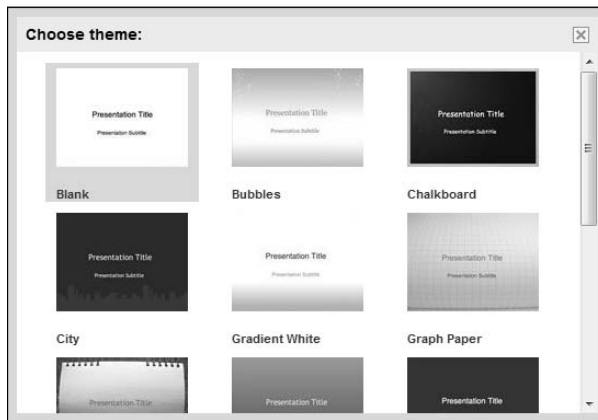 Choose theme:
Presentation Title
Presentation Subtitle
Blank
Presentation Title
Presentation Subtitle
Bubbles
Presentation Title
Presentation Subtitle
Chalkboard
Presentation Title
Presentation Subtitle
City
Presentation Title
Presentation Subtitle
Gradient White
Presentation Title
Presentation Subtitle
Graph Paper
Presentation Title
Presentation Title
Presentation Title